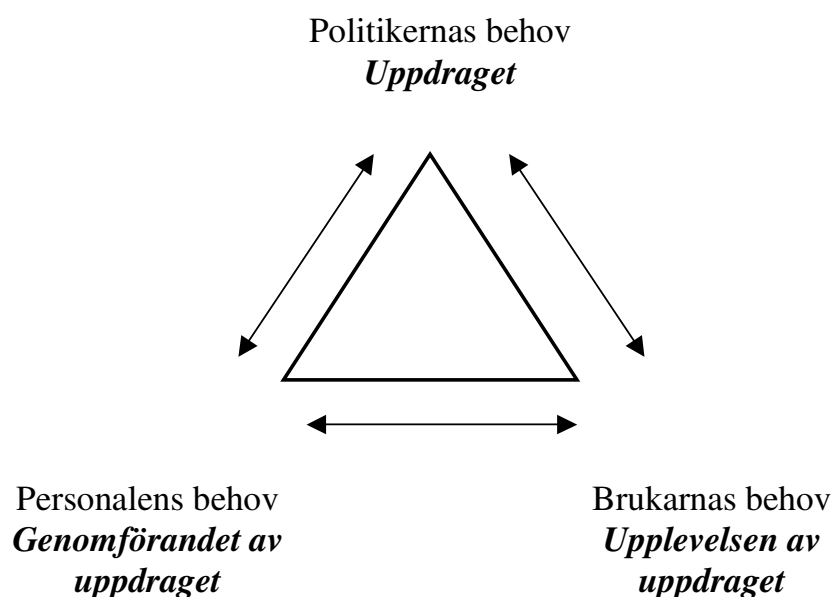 Politikernas behov
Uppdraget
Personalens behov
Genomförandet av
uppdraget
Brukarnas behov
Upplevelsen av
uppdraget